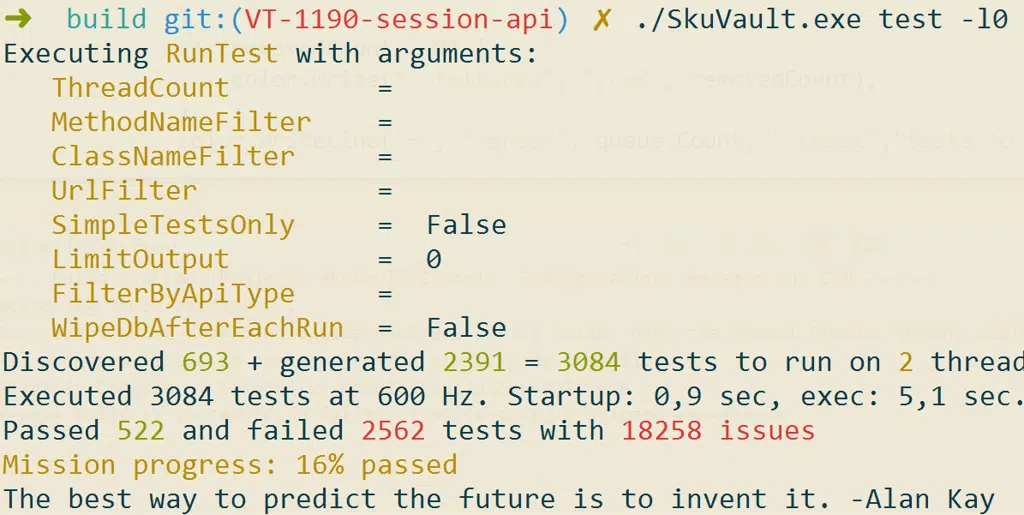 ➜ build git:(VT-1190-session-api) ✗ ./SkuVault.exe test -l0
Executing RunTest with arguments:
ThreadCount =
MethodNameFilter =
ClassNameFilter =
UrlFilter =
SimpleTestsOnly = False
LimitOutput = 0
FilterByApiType =
WipeDbAfterEachRun = False
Discovered 693 + generated 2391 = 3084 tests to run on 2 thread
Executed 3084 tests at 600 Hz. Startup: 0,9 sec, exec: 5,1 sec.
Passed 522 and failed 2562 tests with 18258 issues
Mission progress: 16% passed
The best way to predict the future is to invent it. -Alan Kay